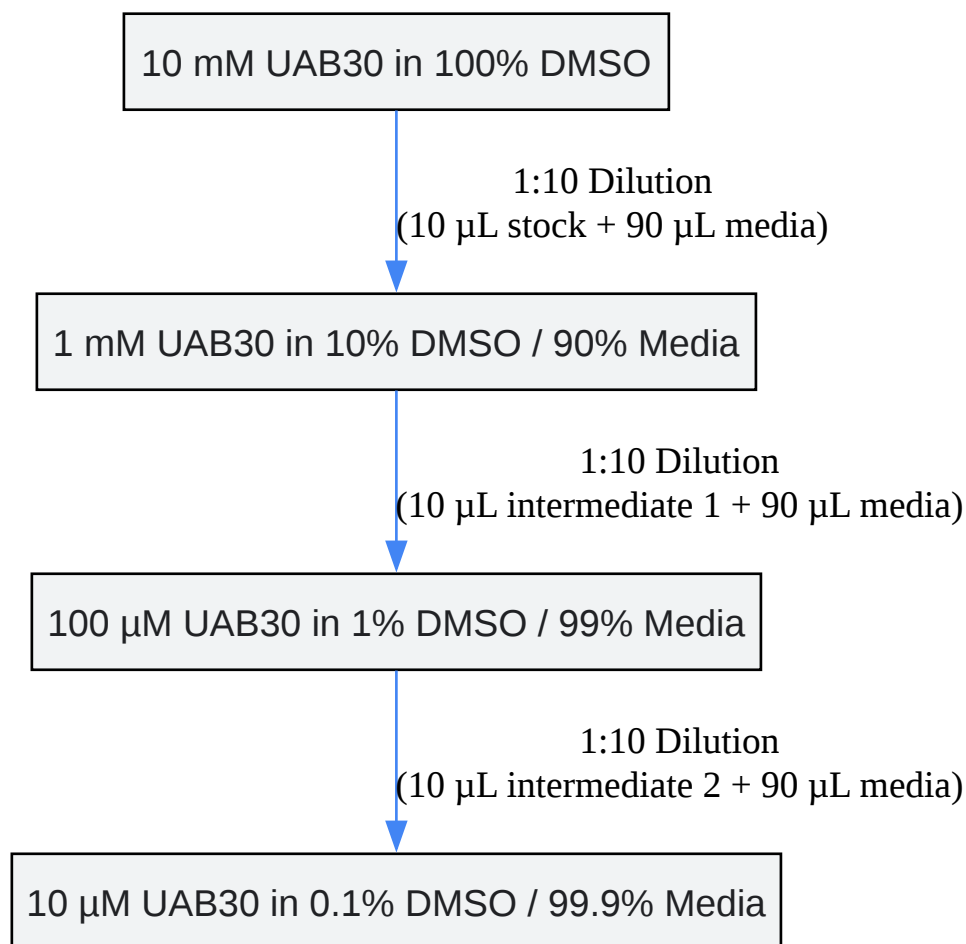 10 mM UAB30 in 100% DMSO
1:10 Dilution
(10 µL stock + 90 µL media)
1 mM UAB30 in 10% DMSO / 90% Media
1:10 Dilution
(10 µL intermediate 1 + 90 µL media)
100 µM UAB30 in 1% DMSO / 99% Media
1:10 Dilution
(10 µL intermediate 2 + 90 µL media)
10 µM UAB30 in 0.1% DMSO / 99.9% Media